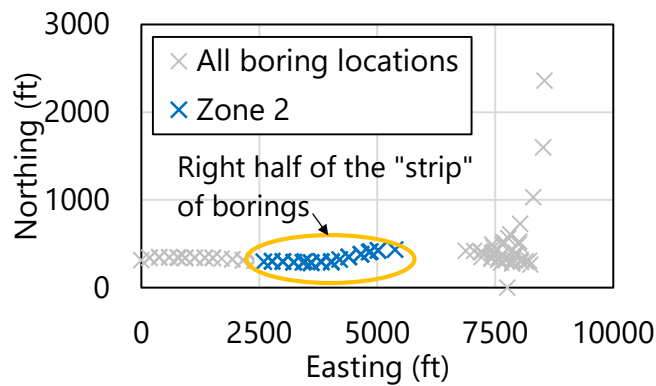 3000
2000
1000
0
Northing (ft)
All boring locations
Zone 2
Right half of the "strip"
of borings
0 2500 5000 7500 10000
Easting (ft)